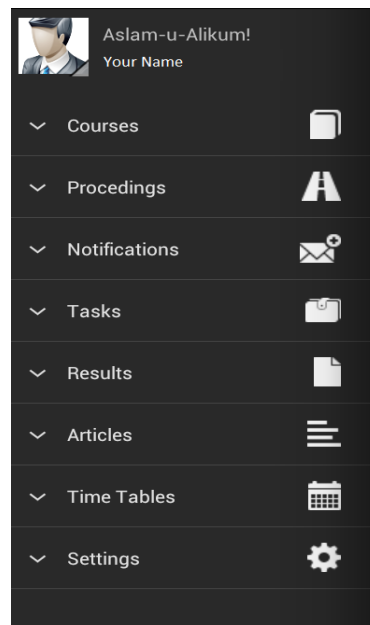 Aslam-u-Alikum!
Your Name
Courses
Procedings
Notifications
Tasks
Results
Articles
Time Tables
Settings